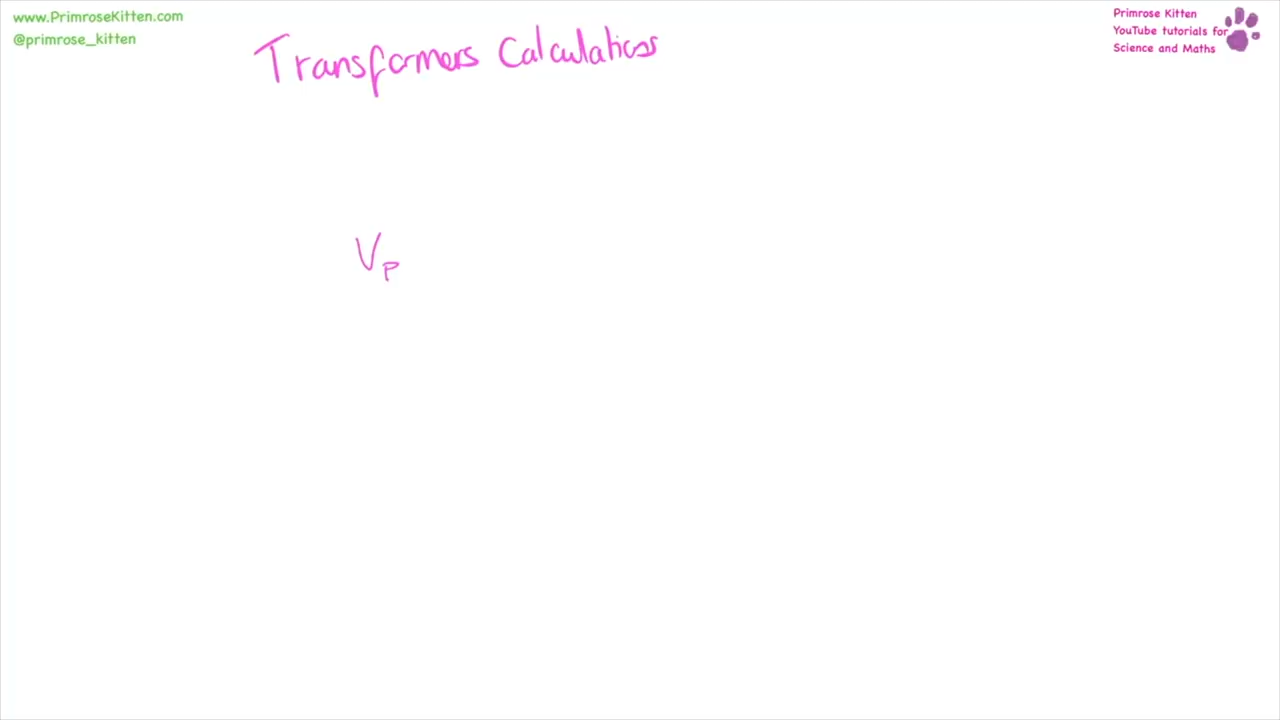 www.PrimroseKitten.com
@primrose_kitten
Primrose Kitten
YouTube tutorials for
Science and Maths
Transformers Calculations
Vp